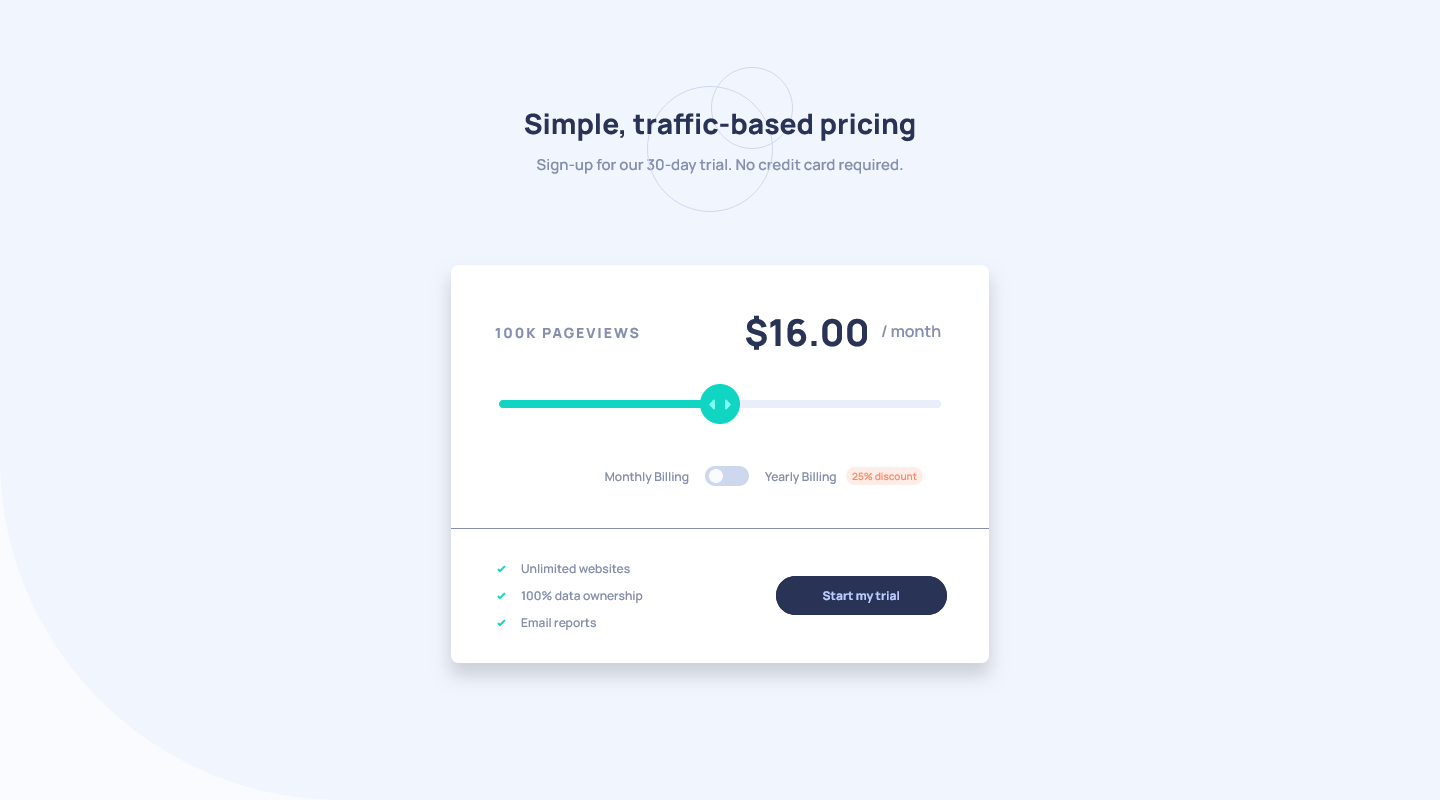 Simple, traffic-based pricing
Sign-up for our 30-day trial. No credit card required.
100K PAGEVIEWS
$16.00 / month
Monthly Billing
Yearly Billing 25% discount
Unlimited websites
100% data ownership
Email reports
Start my trial